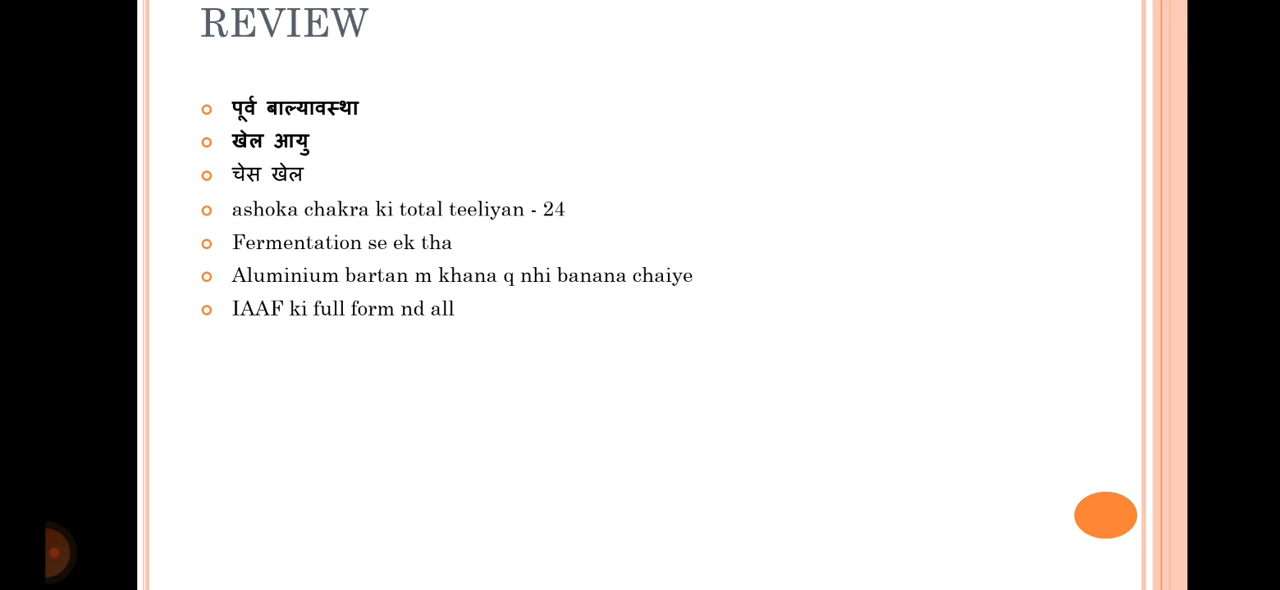 REVIEW
पूर्व बाल्यावस्था
खेल आयु
चेस खेल
ashoka chakra ki total teeliyan - 24
Fermentation se ek tha
Aluminium bartan m khana q nhi banana chaiye
IAAF ki full form nd all